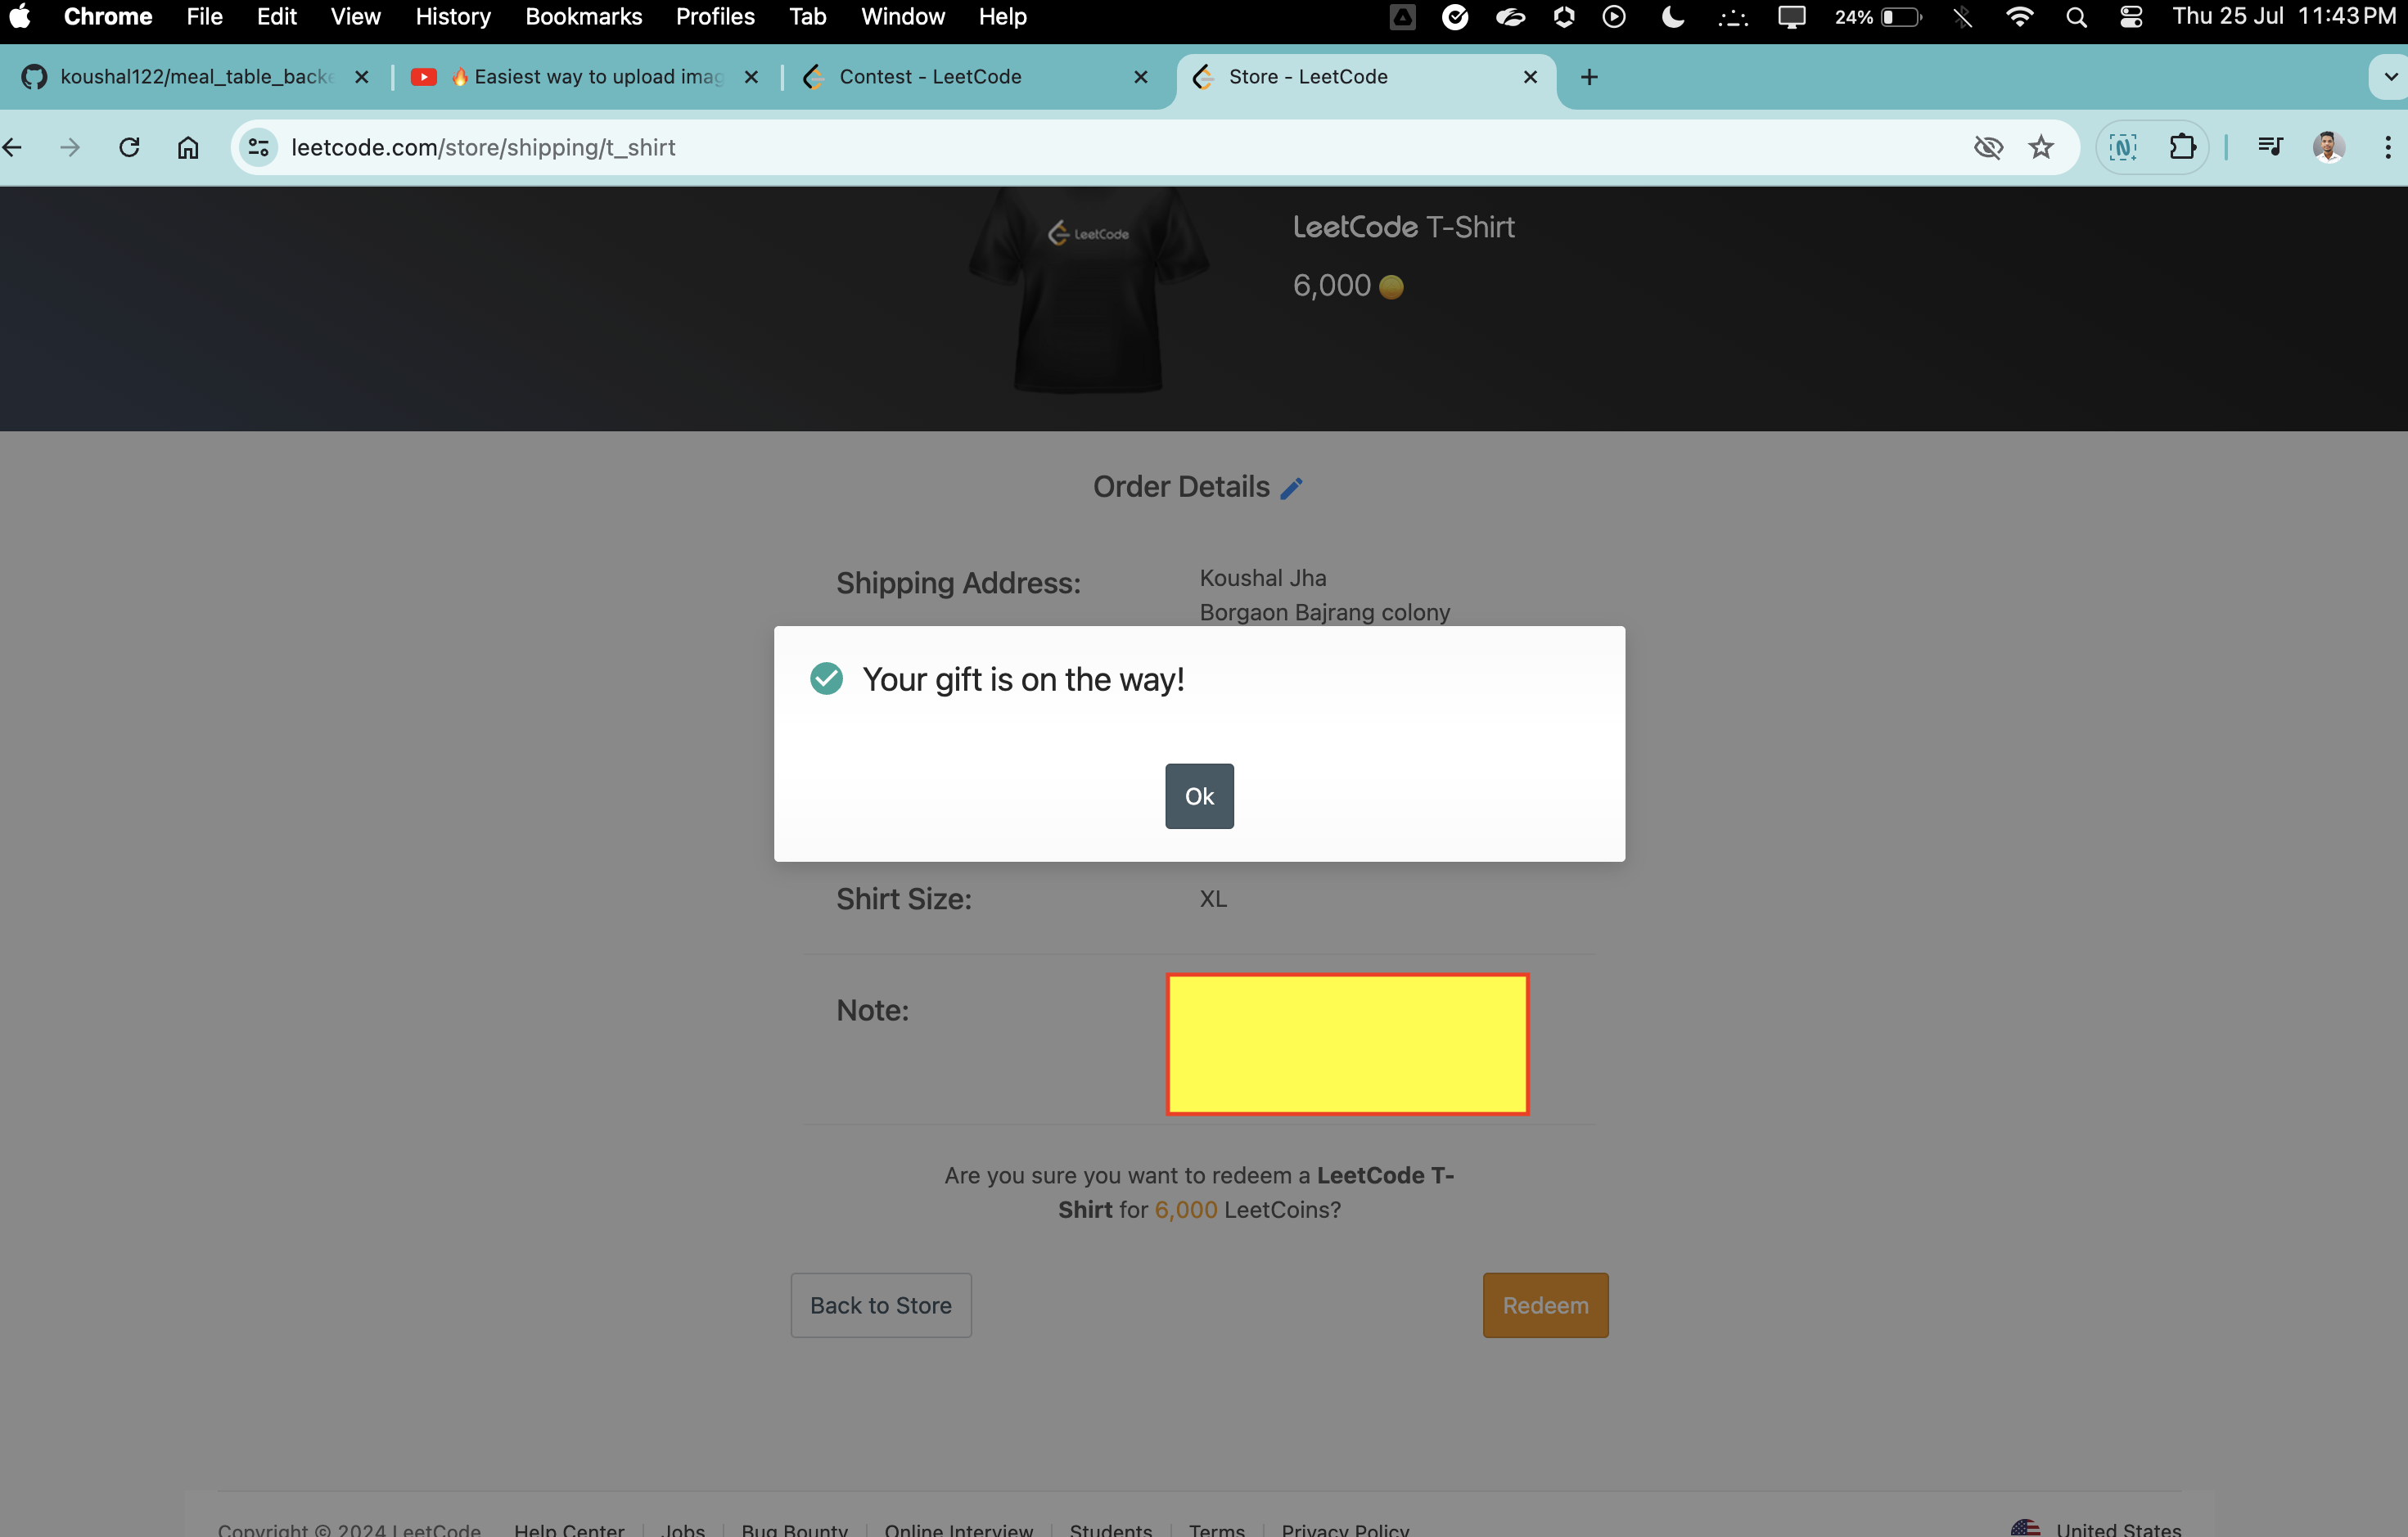 Chrome File Edit View History Bookmarks Profiles Tab Window Help 24% Thu 25 Jul 11:43 PM
koushal122/meal_table_backe 🔥Easiest way to upload imag Contest - LeetCode Store - LeetCode
leetcode.com/store/shipping/t_shirt
LeetCode
LeetCode T-Shirt
6,000
Order Details
Shipping Address: Koushal Jha
Borgaon Bajrang colony
Your gift is on the way!
Ok
Shirt Size: XL
Note:
Are you sure you want to redeem a LeetCode T-
Shirt for 6,000 LeetCoins?
Back to Store Redeem
Copyright © 2024 LeetCode Help Center Jobs Bug Bounty Online Interview Students Terms Privacy Policy United States